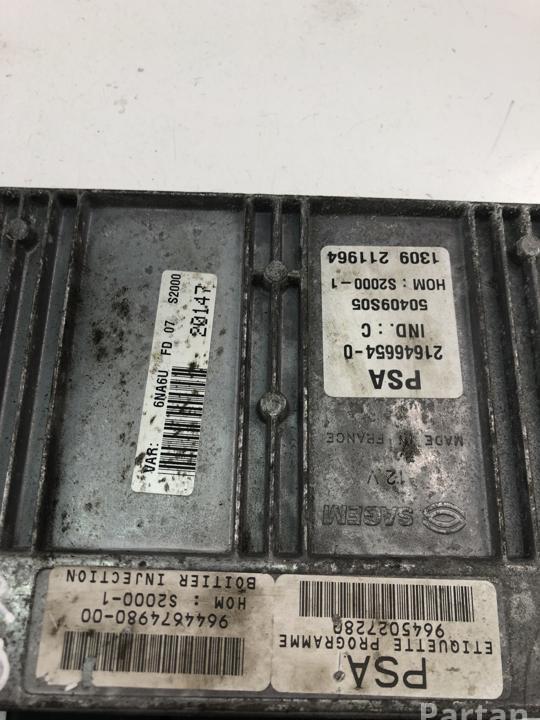 VAR: 6NA6U FD 07 S2000
20147
PSA
21646654-0
IND.: C
50409S05
HOM : S2000-1
1309 211964
SAGEM
12 V
MADE IN FRANCE
PSA
ETIQUETTE PROGRAMME
9645027280
9644674980-00
HOM : S2000-1
BOITIER INJECTION
Partan